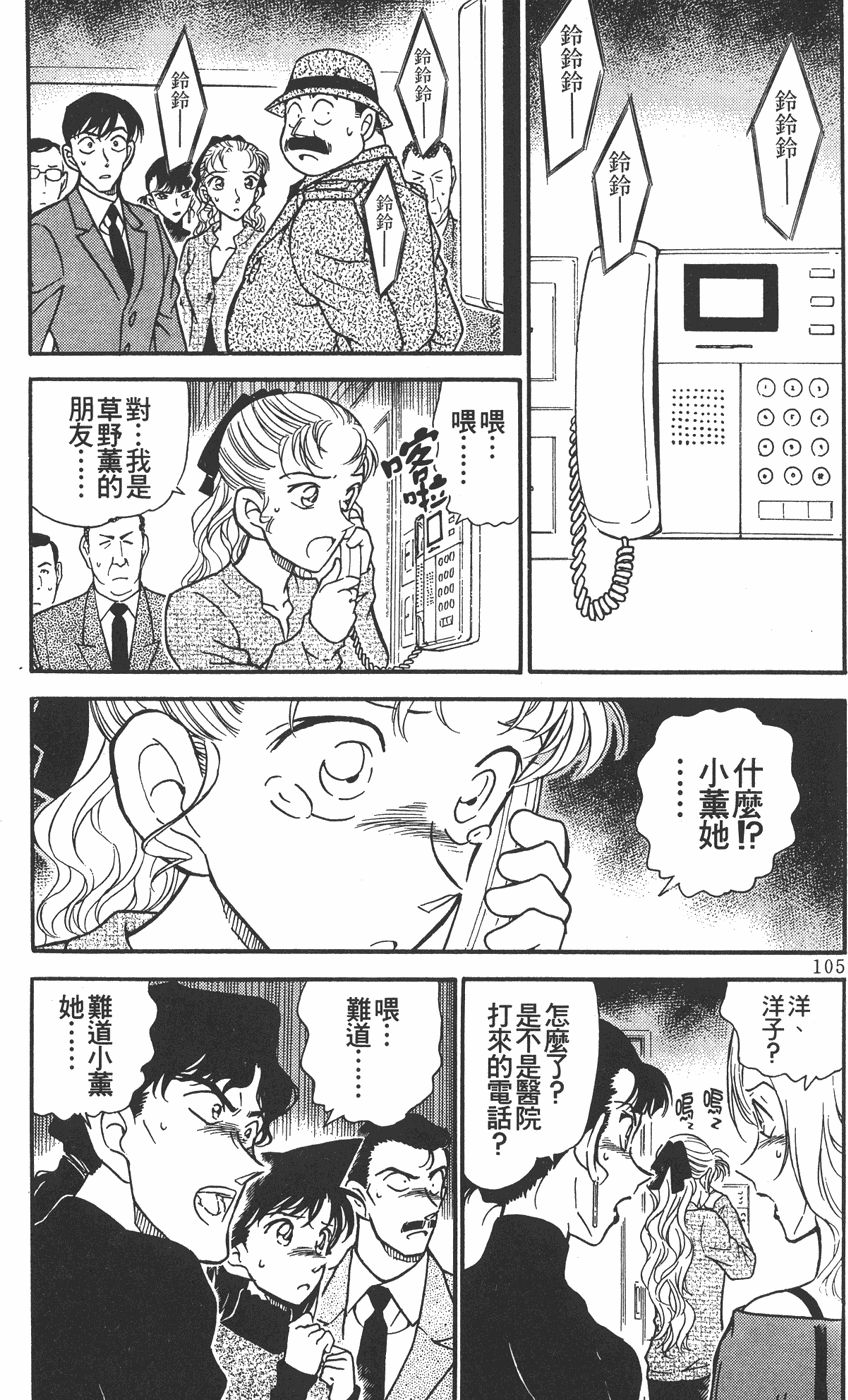 鈴鈴鈴—
鈴鈴—
鈴鈴鈴—
鈴鈴鈴—
鈴鈴—
鈴鈴—
喂…
喂……
喀啦
對…我是
草野薰的
朋友……
什麼!?
小薰她
……
105
洋、
洋子?
嗚~
嗚~
怎麼了?
是不是醫院
打來的電話?
喂…
難道……
難道小薰
她……